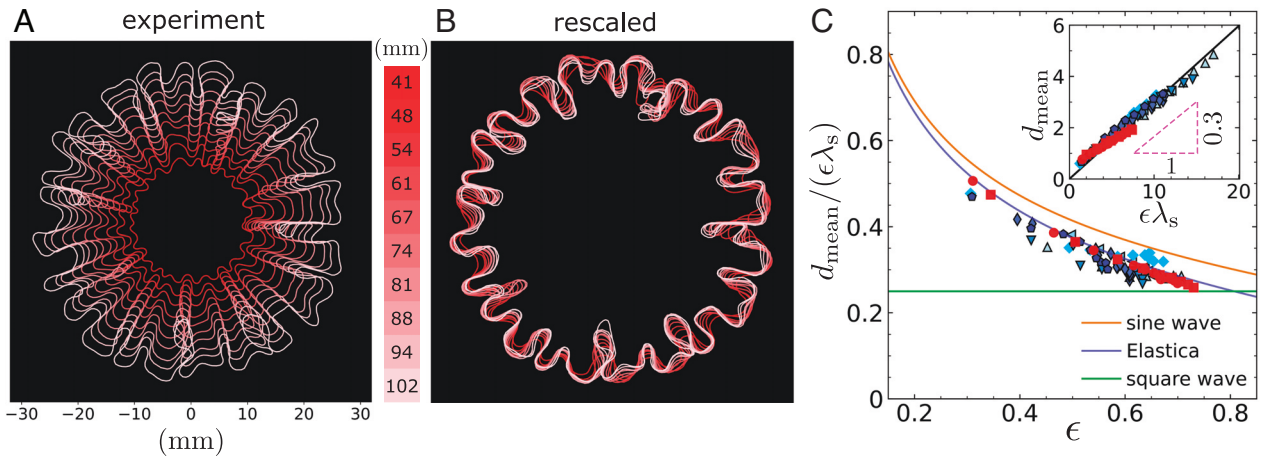 A
experiment
−30 −20 −10 0 10 20 30
(mm)
(mm)
41
48
54
61
67
74
81
88
94
102
B
rescaled
C
d_mean/(ϵλ_s)
0.8
0.6
0.4
0.2
0
0.2 0.4 0.6 0.8
ϵ
sine wave
Elastica
square wave
d_mean
6
4
2
0
0 10 20
ϵλ_s
0.3
1